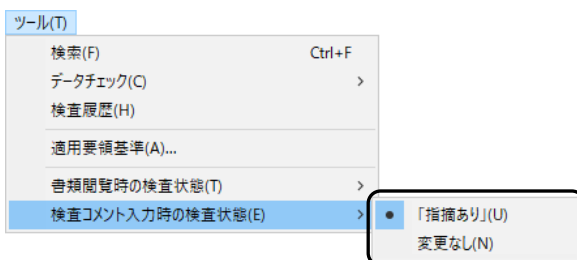 ツール(T)
検索(F) Ctrl+F
データチェック(C) >
検査履歴(H)
適用要領基準(A)...
書類閲覧時の検査状態(T) >
検査コメント入力時の検査状態(E) >
● 「指摘あり」(U)
変更なし(N)